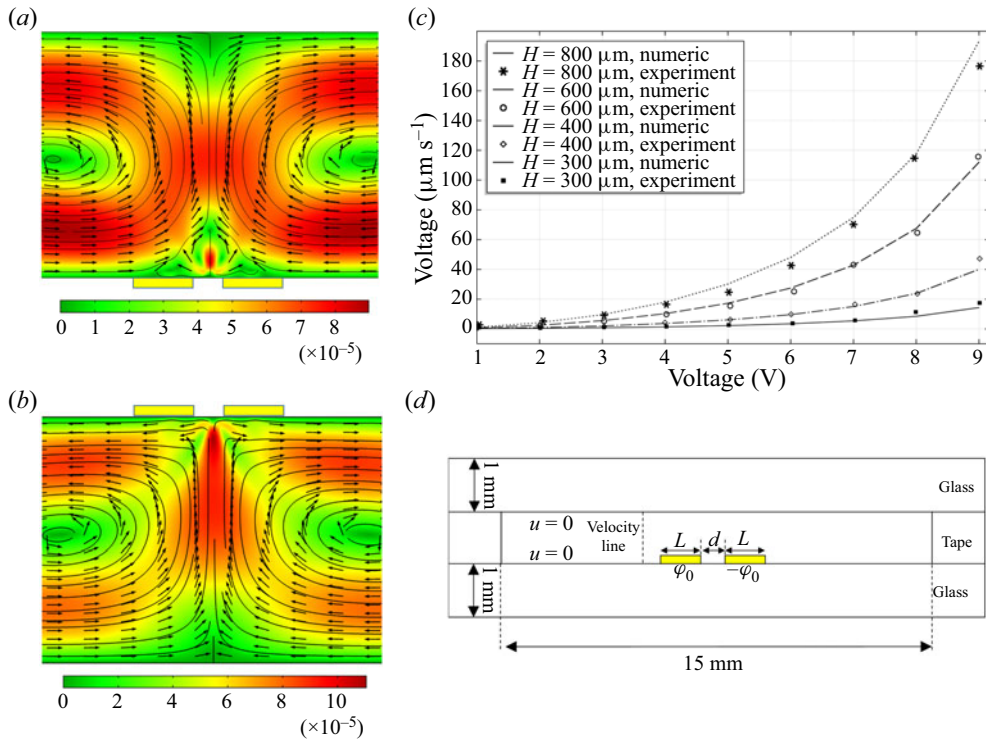 (a)
0 1 2 3 4 5 6 7 8 9
(×10⁻⁵)
(b)
0 2 4 6 8 10
(×10⁻⁵)
(c)
Voltage (μm s⁻¹)
180
160
140
120
100
80
60
40
20
0
H = 800 μm, numeric
H = 800 μm, experiment
H = 600 μm, numeric
H = 600 μm, experiment
H = 400 μm, numeric
H = 400 μm, experiment
H = 300 μm, numeric
H = 300 μm, experiment
1 2 3 4 5 6 7 8 9
Voltage (V)
(d)
1 mm
Glass
u = 0
Velocity
line
L d L
u = 0
φ₀ −φ₀
Tape
1 mm
Glass
15 mm